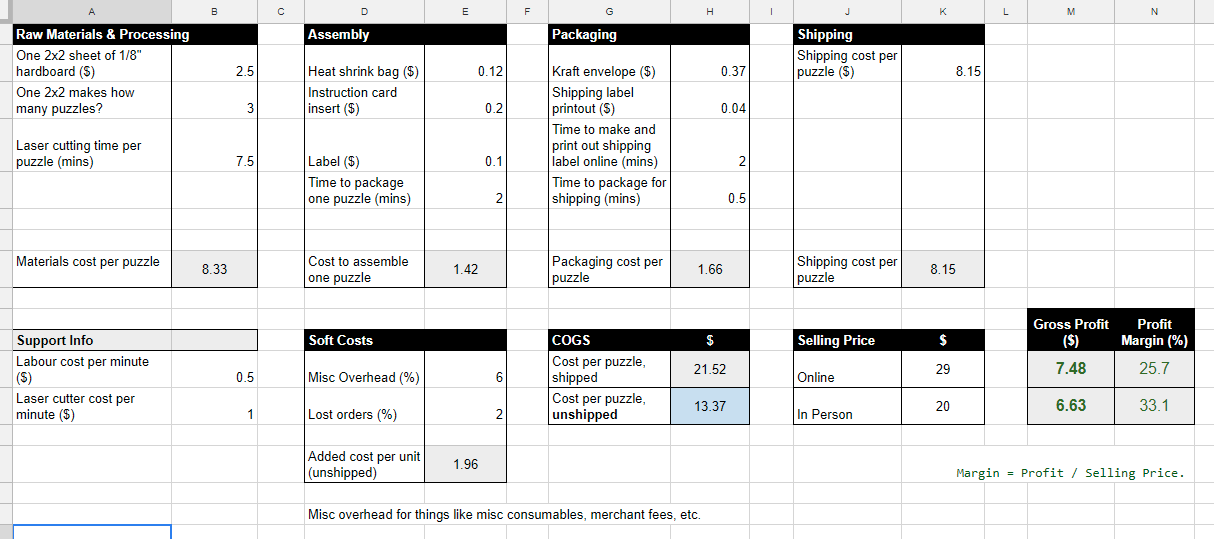 A B C D E F G H I J K L M N
Raw Materials & Processing Assembly Packaging Shipping
One 2x2 sheet of 1/8"
hardboard ($) 2.5
Heat shrink bag ($) 0.12
Kraft envelope ($) 0.37
Shipping cost per
puzzle ($) 8.15
One 2x2 makes how
many puzzles? 3
Instruction card
insert ($) 0.2
Shipping label
printout ($) 0.04
Laser cutting time per
puzzle (mins) 7.5
Label ($) 0.1
Time to make and
print out shipping
label online (mins) 2
Time to package
one puzzle (mins) 2
Time to package for
shipping (mins) 0.5
Materials cost per puzzle 8.33
Cost to assemble
one puzzle 1.42
Packaging cost per
puzzle 1.66
Shipping cost per
puzzle 8.15
Support Info Soft Costs COGS $ Selling Price $
Gross Profit
($)
Profit
Margin (%)
Labour cost per minute
($) 0.5
Misc Overhead (%) 6
Cost per puzzle,
shipped 21.52
Online 29
7.48 25.7
Laser cutter cost per
minute ($) 1
Lost orders (%) 2
Cost per puzzle,
unshipped 13.37
In Person 20
6.63 33.1
Added cost per unit
(unshipped) 1.96
Margin = Profit / Selling Price.
Misc overhead for things like misc consumables, merchant fees, etc.